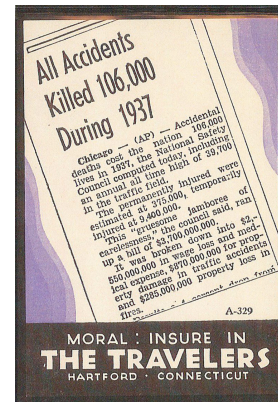 All Accidents
Killed 106,000
During 1937
Chicago — (AP) — Accidental
deaths cost the nation 106,000
lives in 1937, the National Safety
Council computed today, including
an annual all time high of 39,700
in the traffic field.
The permanently injured were
estimated at 375,000, temporarily
injured at 9,400,000.
This "gruesome jamboree of
carelessness," the council said, ran
up a bill of $3,700,000,000.
It was broken down into $2,-
550,000,000 in wage loss and med-
ical expense, $870,000,000 for prop-
erty damage in traffic accidents
and $285,000,000 property loss in
fires.
A-329
MORAL : INSURE IN
THE TRAVELERS
HARTFORD · CONNECTICUT